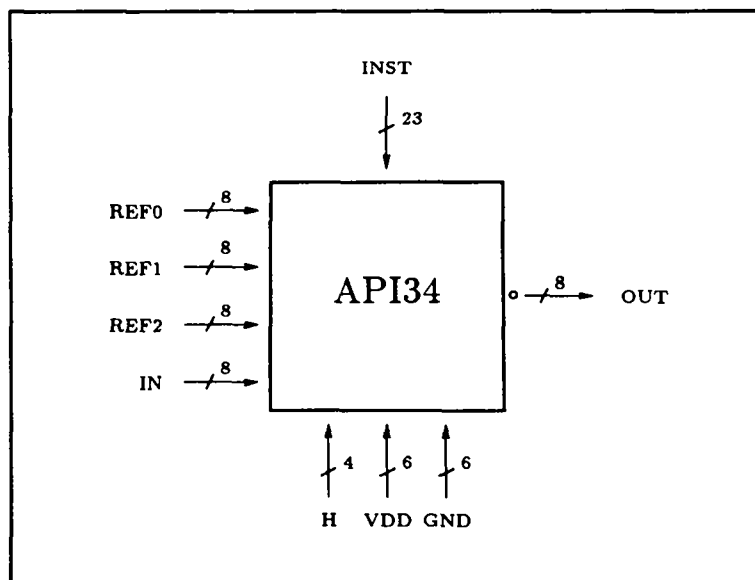 INST
23
REF0 8
REF1 8
API34
8 OUT
REF2 8
IN 8
4 6 6
H VDD GND